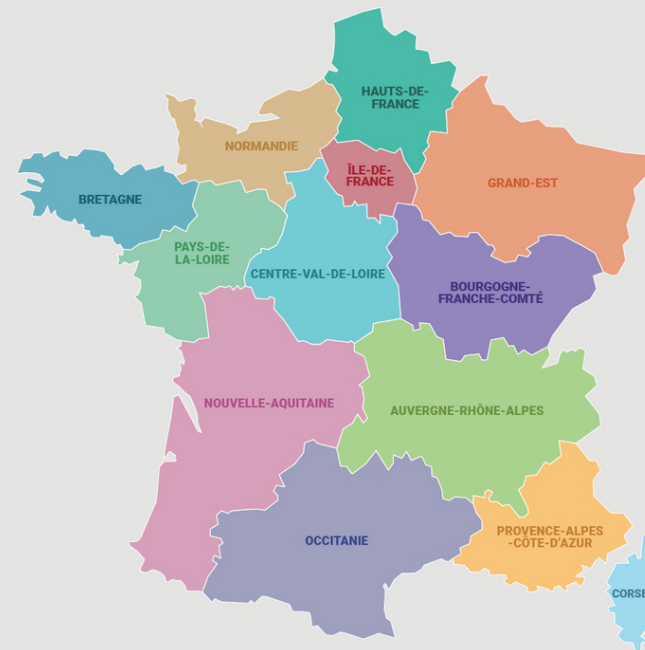 HAUTS-DE-
FRANCE
NORMANDIE
ÎLE-DE-
FRANCE
GRAND-EST
BRETAGNE
PAYS-DE-
LA-LOIRE
CENTRE-VAL-DE-LOIRE
BOURGOGNE-
FRANCHE-COMTÉ
NOUVELLE-AQUITAINE
AUVERGNE-RHÔNE-ALPES
OCCITANIE
PROVENCE-ALPES
-CÔTE-D'AZUR
CORSE